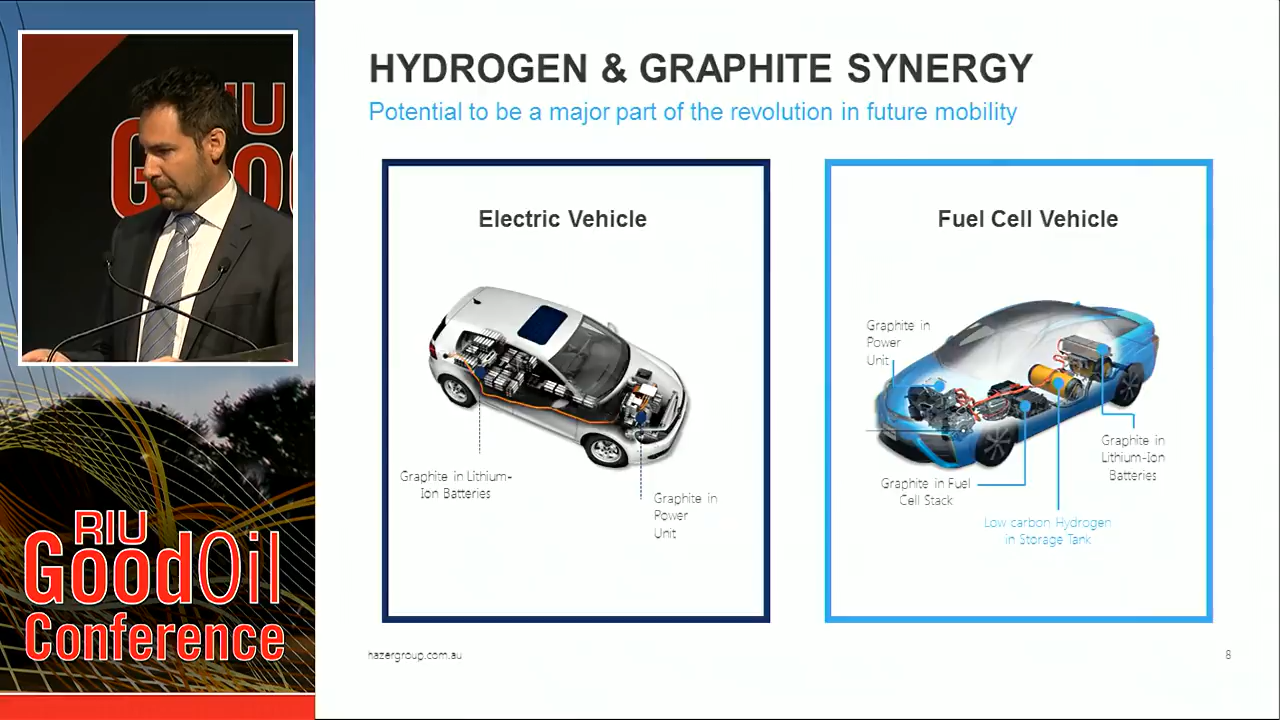 RIU
GOOD
HYDROGEN & GRAPHITE SYNERGY
Potential to be a major part of the revolution in future mobility
Electric Vehicle
Graphite in Lithium-
Ion Batteries
Graphite in
Power
Unit
Fuel Cell Vehicle
Graphite in
Power
Unit
Graphite in
Lithium-Ion
Batteries
Graphite in Fuel
Cell Stack
Low carbon Hydrogen
in Storage Tank
RIU
GoodOil
Conference
hazergroup.com.au
8